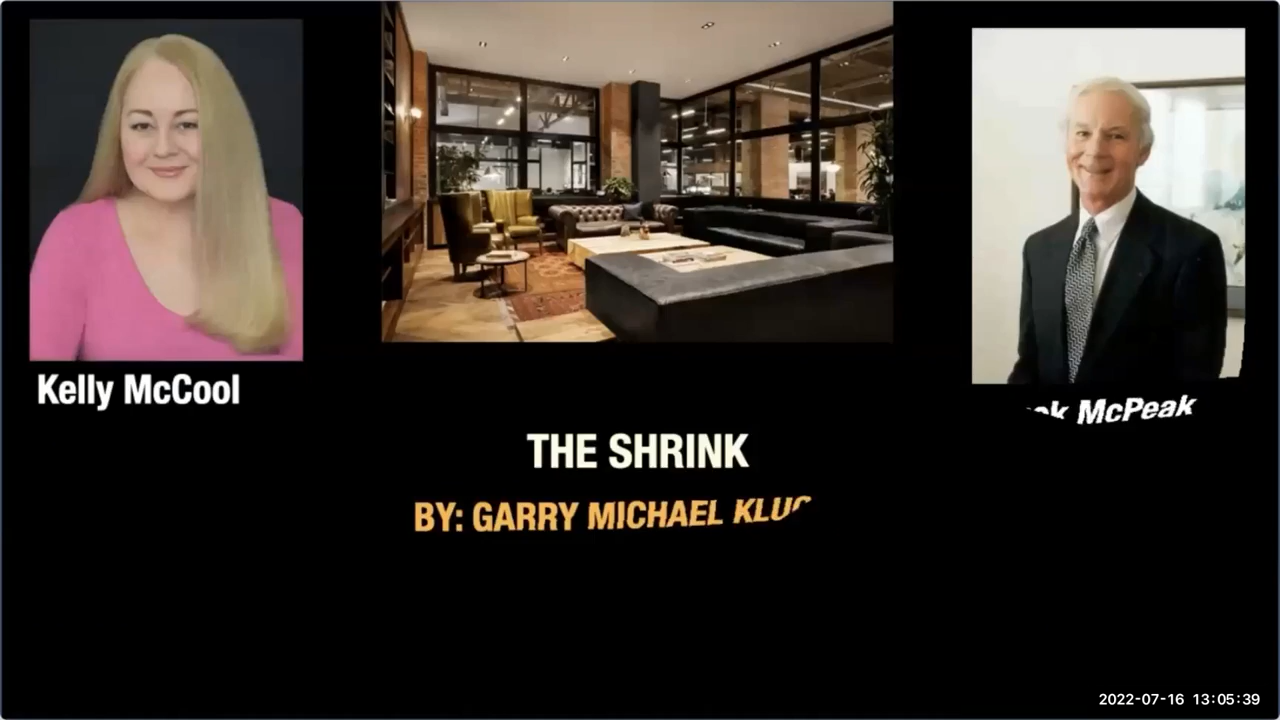 Kelly McCool
McPeak
THE SHRINK
BY: GARRY MICHAEL
2022-07-16 13:05:39